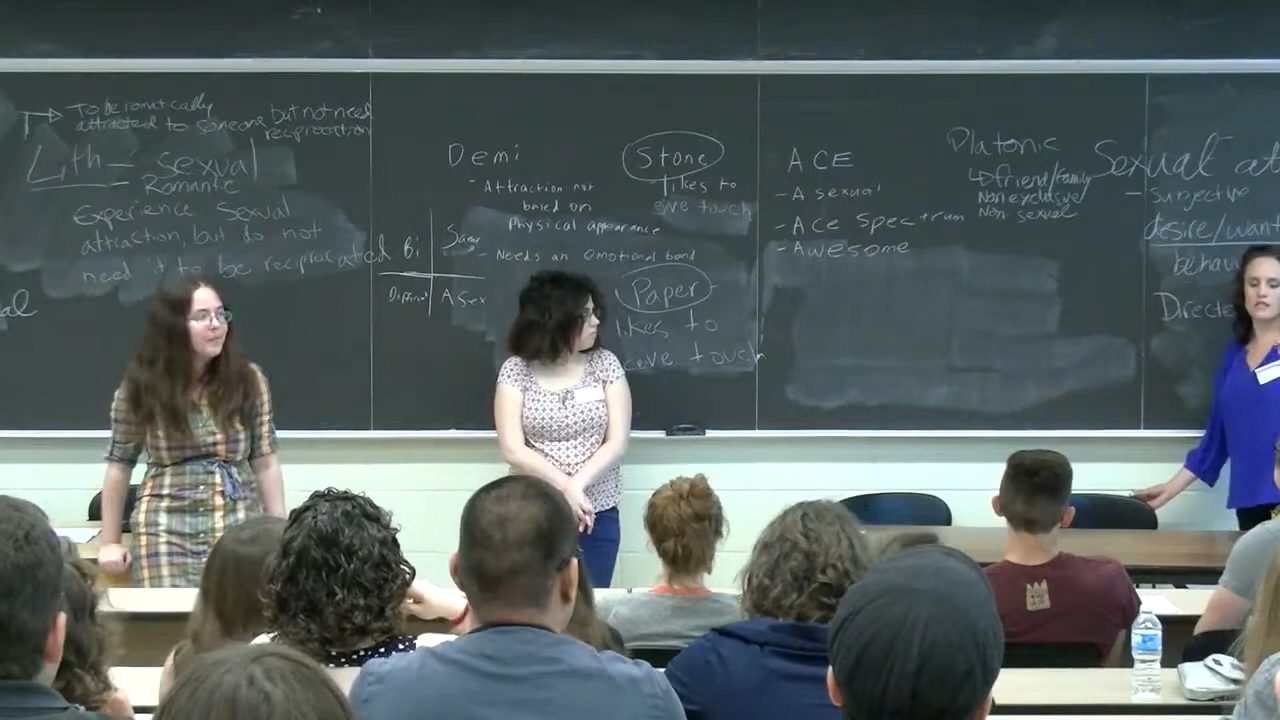 To be romatically but not need
attracted to someone reciprocation
Lith - Sexual
- Romantic
Experience Sexual
attraction, but do not
need it to be reciprocated
al
Demi
- Attraction not
based on
Physical appearance
- Needs an emotional bond
Bi Same
Diffrnt Asex
Stone
likes to
give touch
Paper
likes to
touch
ACE
- Asexual
- Ace Spectrum
- Awesome
Platonic
friend/family
Non exclusive
Non sexual
Sexual at
- Subjective
desire/want
behav
Directe